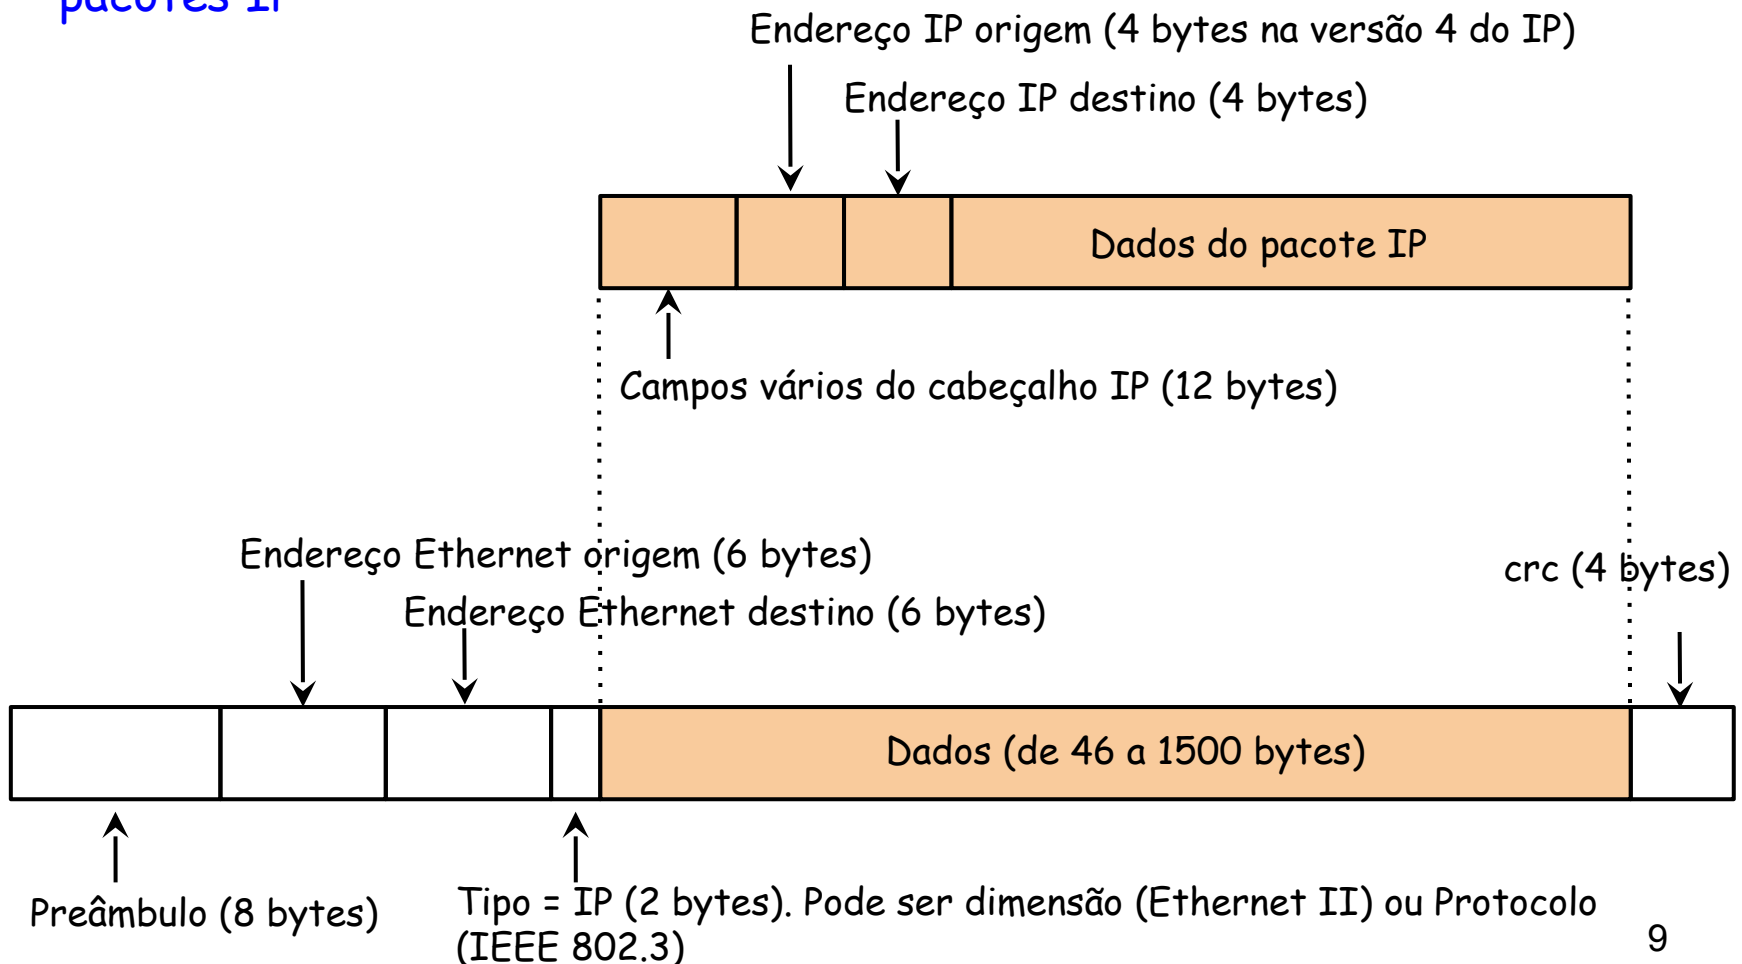 pacotes IP
Endereço IP origem (4 bytes na versão 4 do IP)
Endereço IP destino (4 bytes)
Dados do pacote IP
Campos vários do cabeçalho IP (12 bytes)
Endereço Ethernet origem (6 bytes)
crc (4 bytes)
Endereço Ethernet destino (6 bytes)
Dados (de 46 a 1500 bytes)
Preâmbulo (8 bytes)
Tipo = IP (2 bytes). Pode ser dimensão (Ethernet II) ou Protocolo
(IEEE 802.3)
9